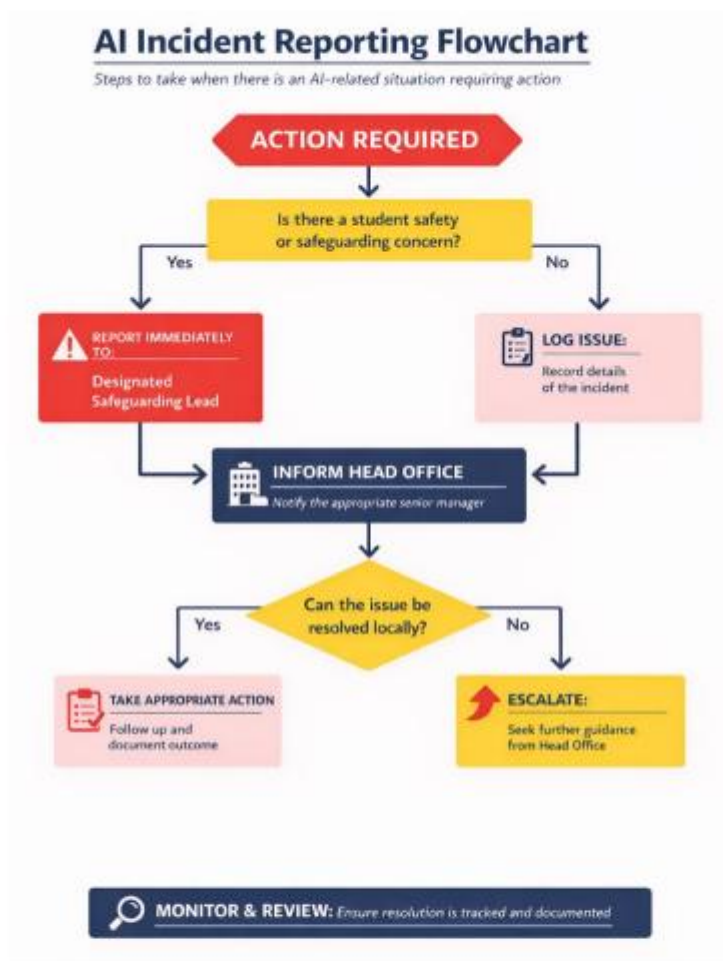 AI Incident Reporting Flowchart
Steps to take when there is an AI-related situation requiring action
ACTION REQUIRED
Is there a student safety
or safeguarding concern?
Yes
No
REPORT IMMEDIATELY
TO:
Designated
Safeguarding Lead
LOG ISSUE:
Record details
of the incident
INFORM HEAD OFFICE
Notify the appropriate senior manager
Can the issue be
resolved locally?
Yes
No
TAKE APPROPRIATE ACTION
Follow up and
document outcome
ESCALATE:
Seek further guidance
from Head Office
MONITOR & REVIEW: Ensure resolution is tracked and documented